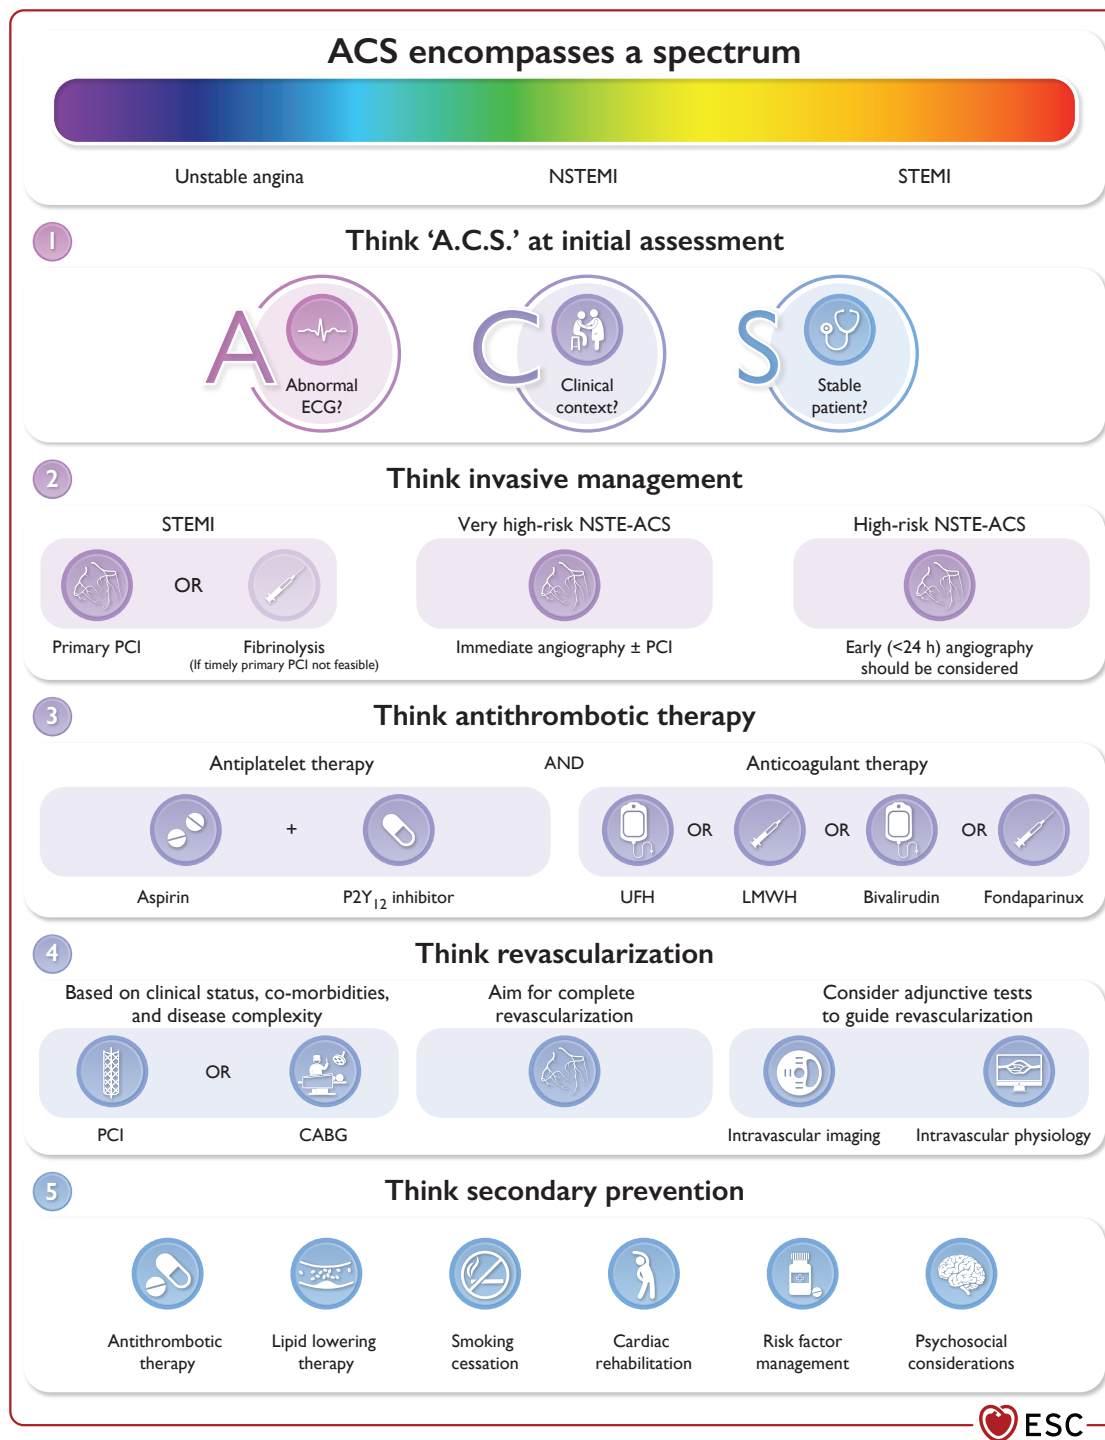 ACS encompasses a spectrum
Unstable angina
NSTEMI
STEMI
1
Think ‘A.C.S.’ at initial assessment
A
Abnormal
ECG?
C
Clinical
context?
S
Stable
patient?
2
Think invasive management
STEMI
OR
Primary PCI
Fibrinolysis
(If timely primary PCI not feasible)
Very high-risk NSTE-ACS
Immediate angiography ± PCI
High-risk NSTE-ACS
Early (<24 h) angiography
should be considered
3
Think antithrombotic therapy
Antiplatelet therapy
AND
Anticoagulant therapy
+
Aspirin
P2Y12 inhibitor
OR
OR
OR
UFH
LMWH
Bivalirudin
Fondaparinux
4
Think revascularization
Based on clinical status, co-morbidities,
and disease complexity
OR
PCI
CABG
Aim for complete
revascularization
Consider adjunctive tests
to guide revascularization
Intravascular imaging
Intravascular physiology
5
Think secondary prevention
Antithrombotic
therapy
Lipid lowering
therapy
Smoking
cessation
Cardiac
rehabilitation
Risk factor
management
Psychosocial
considerations
ESC